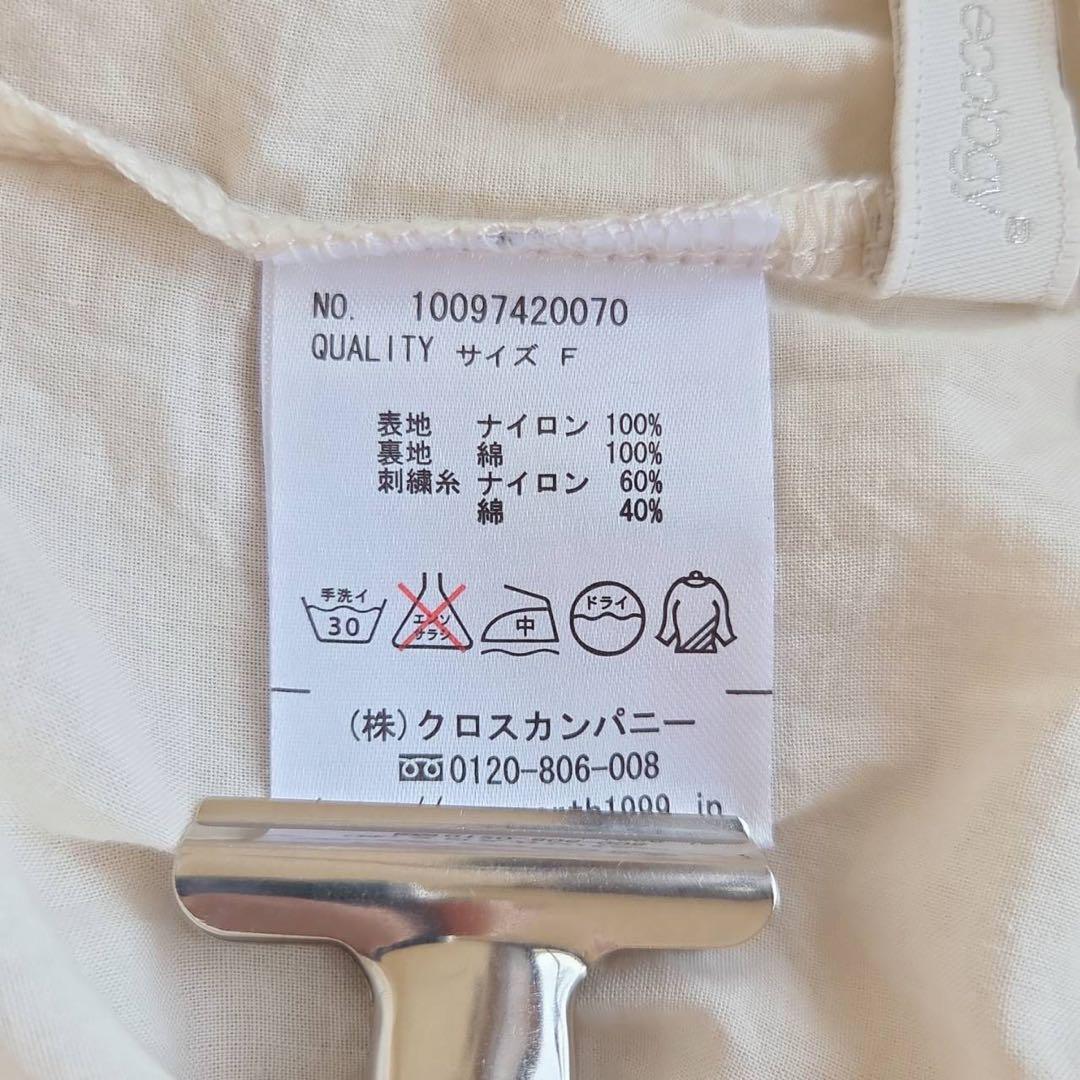 ecology
NO. 10097420070
QUALITY サイズ F
表地 ナイロン 100%
裏地 綿 100%
刺繍糸 ナイロン 60%
綿 40%
手洗イ
30
エンソ
サラシ
中
ドライ
(株)クロスカンパニー
0120-806-008